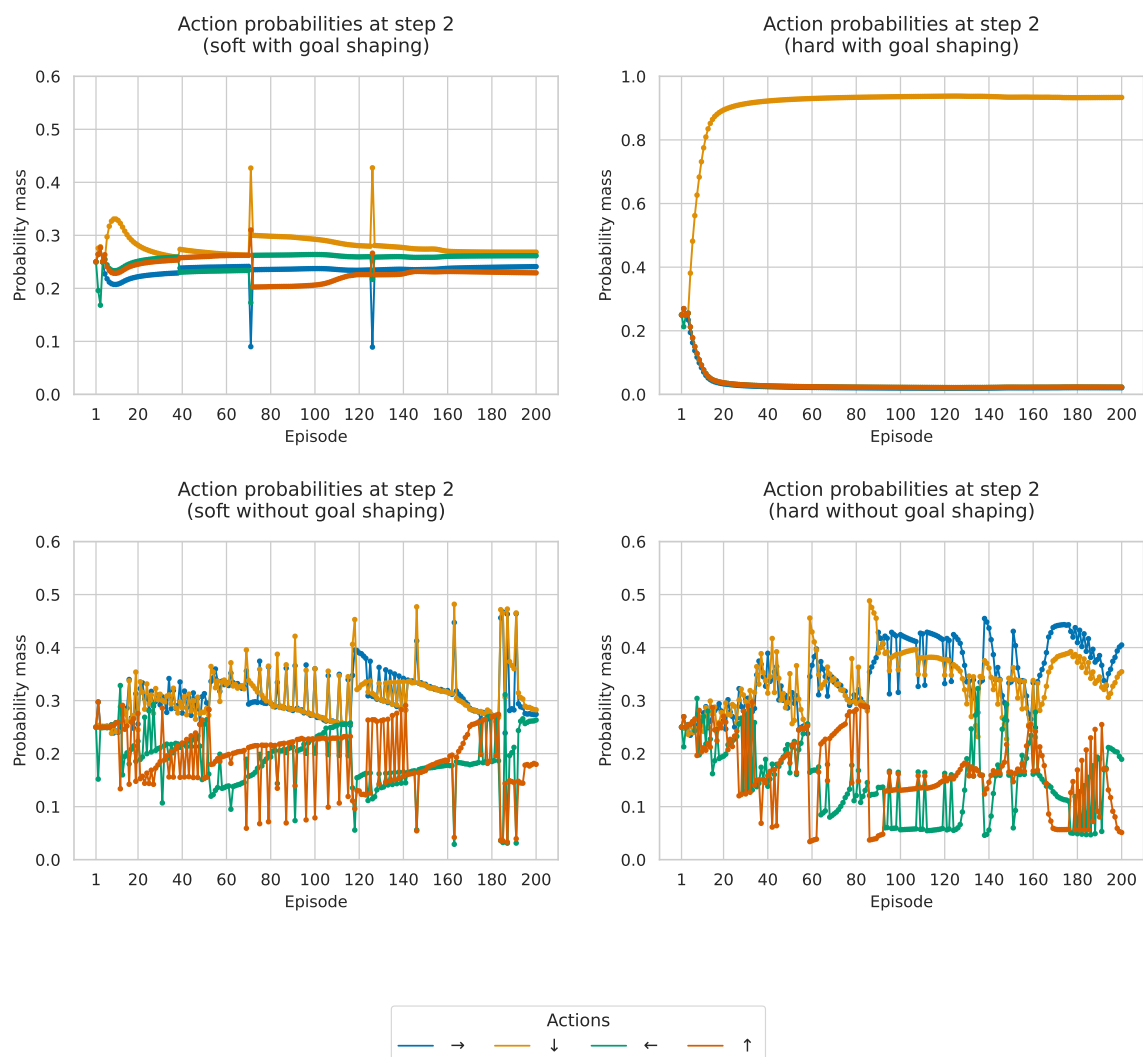 Action probabilities at step 2
(soft with goal shaping)
Probability mass
0.6
0.5
0.4
0.3
0.2
0.1
0.0
1 20 40 60 80 100 120 140 160 180 200
Episode
Action probabilities at step 2
(hard with goal shaping)
Probability mass
1.0
0.8
0.6
0.4
0.2
0.0
1 20 40 60 80 100 120 140 160 180 200
Episode
Action probabilities at step 2
(soft without goal shaping)
Probability mass
0.6
0.5
0.4
0.3
0.2
0.1
0.0
1 20 40 60 80 100 120 140 160 180 200
Episode
Action probabilities at step 2
(hard without goal shaping)
Probability mass
0.6
0.5
0.4
0.3
0.2
0.1
0.0
1 20 40 60 80 100 120 140 160 180 200
Episode
Actions
→ ↓ ← ↑